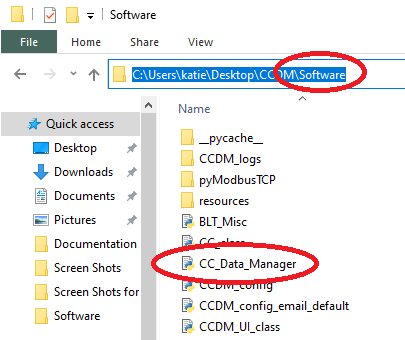 Software
File
Home
Share
View
C:\Users\katie\Desktop\CCDM\Software
Quick access
Desktop
Downloads
Documents
Pictures
Documentation
Screen Shots
Screen Shots for
Software
Name
__pycache__
CCDM_logs
pyModbusTCP
resources
BLT_Misc
CC_class
CC_Data_Manager
CCDM_config
CCDM_config_email_default
CCDM_UI_class